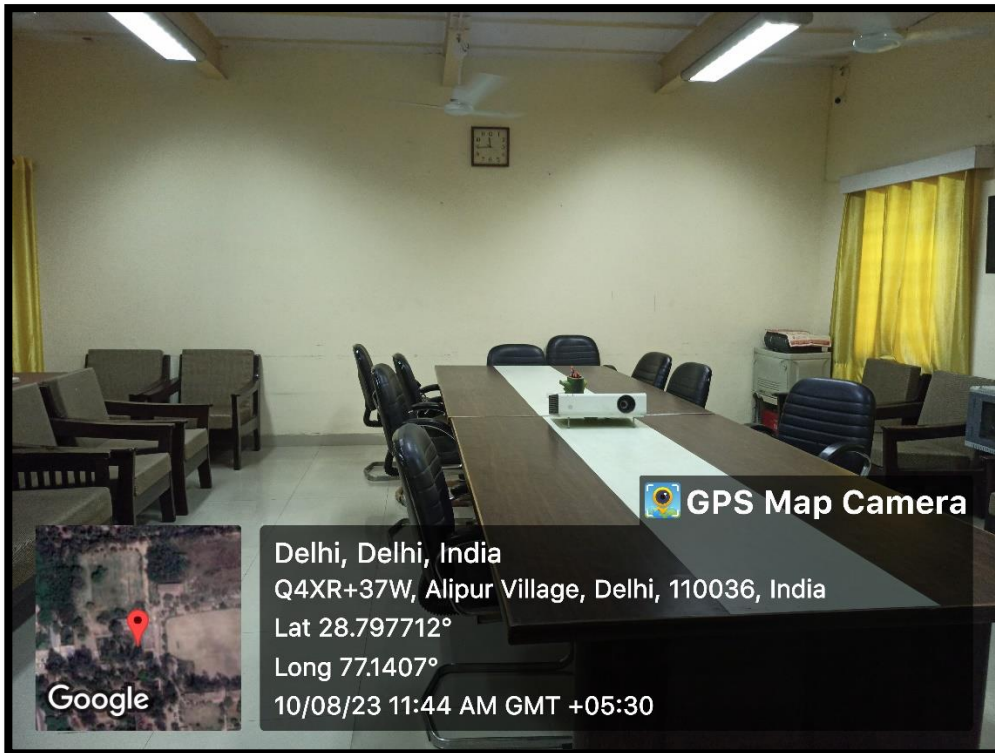 GPS Map Camera
Delhi, Delhi, India
Q4XR+37W, Alipur Village, Delhi, 110036, India
Lat 28.797712°
Long 77.1407°
10/08/23 11:44 AM GMT +05:30
Google